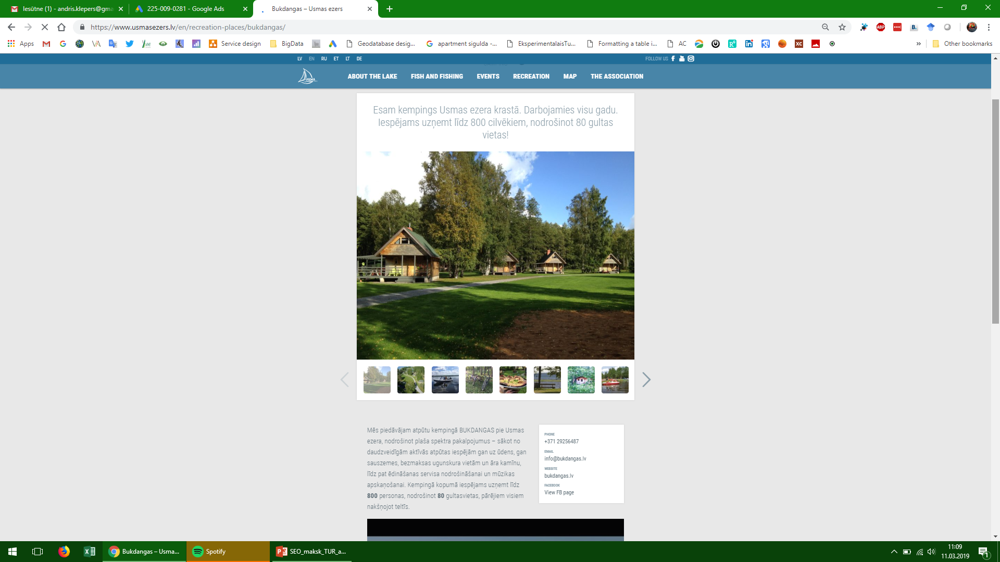 Iesūtne (1) - andris.klepers@gma
225-009-0281 - Google Ads
Bukdangas – Usmas ezers
https://www.usmasezers.lv/en/recreation-places/bukdangas/
Apps
Service design
BigData
Geodatabase desig...
apartment sigulda -...
EksperimentalaisTu...
Formatting a table i...
AC
Other bookmarks
LV EN RU ET LT DE
FOLLOW US
USMA
ABOUT THE LAKE
FISH AND FISHING
EVENTS
RECREATION
MAP
THE ASSOCIATION
Esam kempings Usmas ezera krastā. Darbojamies visu gadu.
Iespējams uzņemt līdz 800 cilvēkiem, nodrošinot 80 gultas
vietas!
Mēs piedāvājam atpūtu kempingā BUKDANGAS pie Usmas
ezera, nodrošinot plaša spektra pakalpojumus – sākot no
daudzveidīgām aktīvās atpūtas iespējām gan uz ūdens, gan
sauszemes, bezmaksas ugunskura vietām un āra kamīnu,
līdz pat ēdināšanas servisa nodrošināšanai un mūzikas
apskaņošanai. Kempingā kopumā iespējams uzņemt līdz
800 personas, nodrošinot 80 gultasvietas, pārējiem visiem
nakšņojot teltīs.
PHONE
+371 29256487
EMAIL
info@bukdangas.lv
WEBSITE
bukdangas.lv
FACEBOOK
View FB page
Bukdangas – Usma...
Spotify
SEO_maksk_TUR_a...
11:09
11.03.2019
1